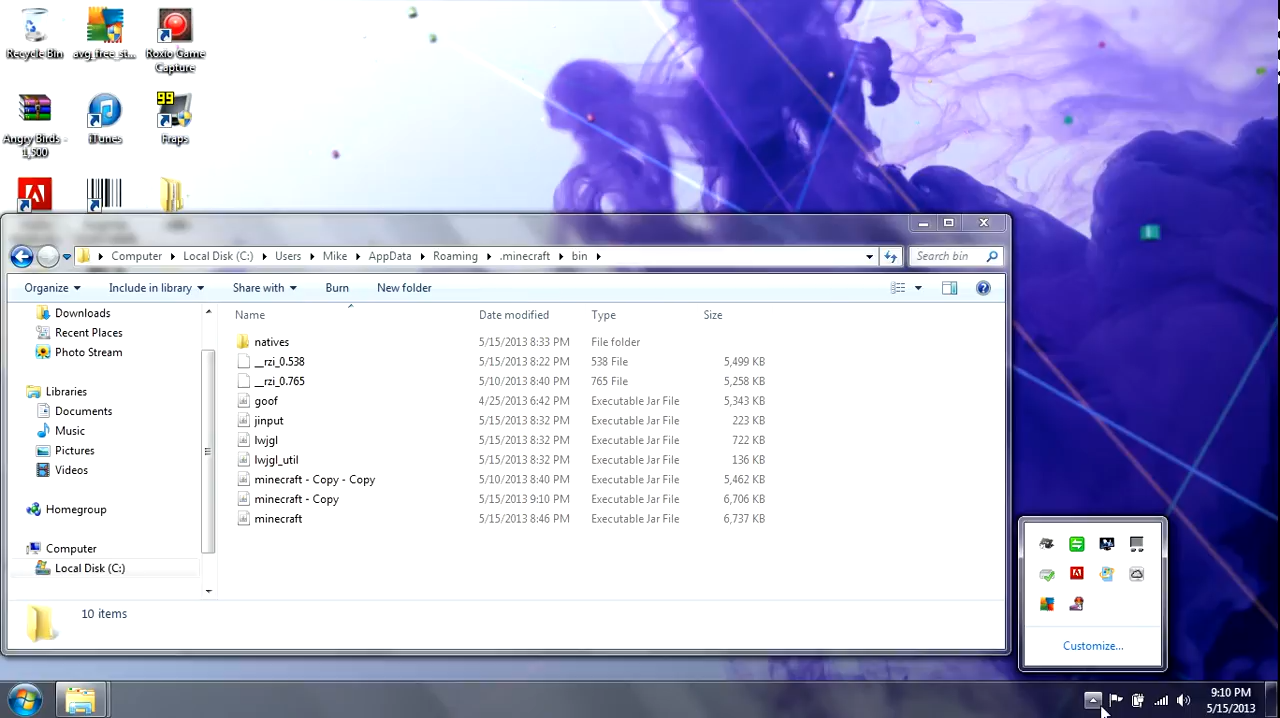 Recycle Bin
avg_free_st...
Roxio Game
Capture
Angry Birds -
1,500
iTunes
99
Fraps
Computer
Local Disk (C:)
Users
Mike
AppData
Roaming
.minecraft
bin
Search bin
Organize
Include in library
Share with
Burn
New folder
Downloads
Recent Places
Photo Stream
Libraries
Documents
Music
Pictures
Videos
Homegroup
Computer
Local Disk (C:)
Name Date modified Type Size
natives 5/15/2013 8:33 PM File folder
__rzi_0.538 5/15/2013 8:22 PM 538 File 5,499 KB
__rzi_0.765 5/10/2013 8:40 PM 765 File 5,258 KB
goof 4/25/2013 6:42 PM Executable Jar File 5,343 KB
jinput 5/15/2013 8:32 PM Executable Jar File 223 KB
lwjgl 5/15/2013 8:32 PM Executable Jar File 722 KB
lwjgl_util 5/15/2013 8:32 PM Executable Jar File 136 KB
minecraft - Copy - Copy 5/10/2013 8:40 PM Executable Jar File 5,462 KB
minecraft - Copy 5/15/2013 9:10 PM Executable Jar File 6,706 KB
minecraft 5/15/2013 8:46 PM Executable Jar File 6,737 KB
10 items
Customize...
9:10 PM
5/15/2013